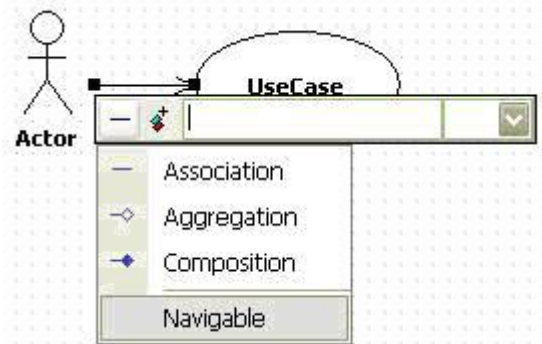 UseCase
Actor
Association
Aggregation
Composition
Navigable